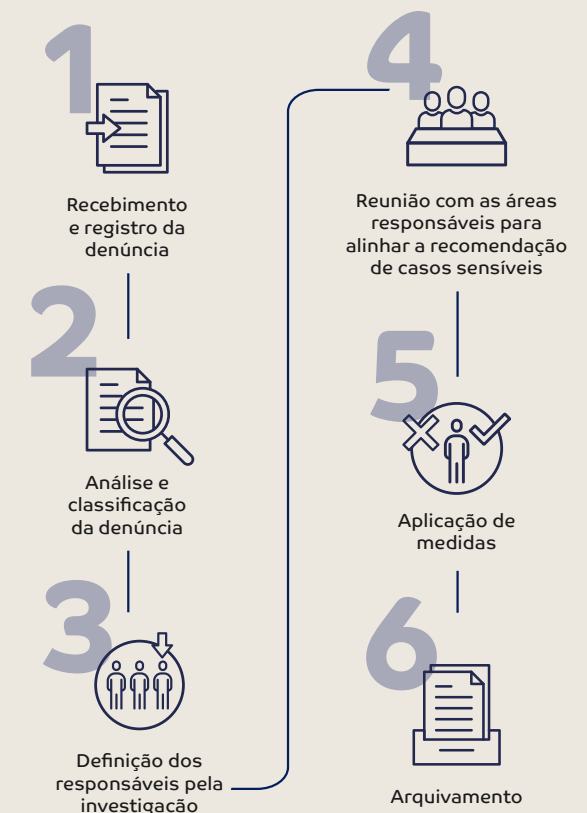 1
Recebimento
e registro da
denúncia
2
Análise e
classificação
da denúncia
3
Definição dos
responsáveis pela
investigação
4
Reunião com as áreas
responsáveis para
alinhar a recomendação
de casos sensíveis
5
Aplicação de
medidas
6
Arquivamento